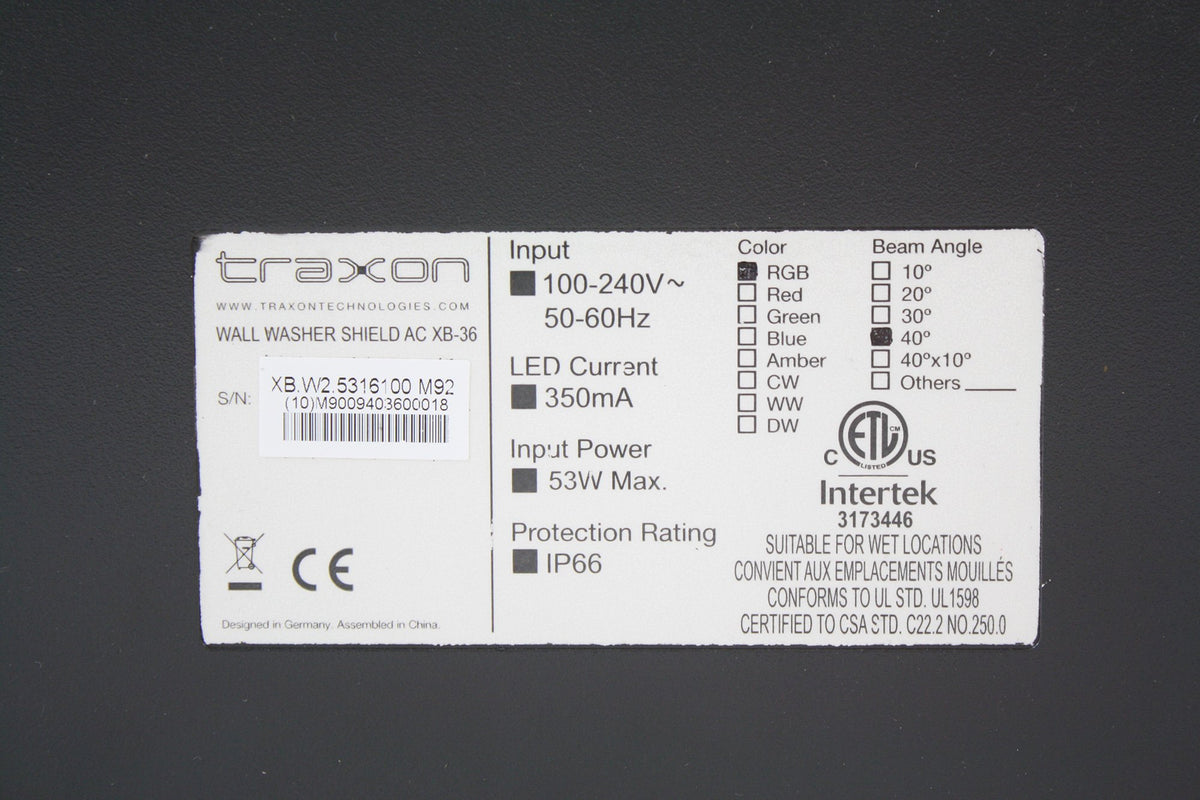 traxon
WWW.TRAXONTECHNOLOGIES.COM
WALL WASHER SHIELD AC XB-36
S/N:
XB.W2.5316100 M92
(10)M9009403600018
CE
Designed in Germany. Assembled in China.
Input
100-240V~
50-60Hz
LED Current
350mA
Input Power
53W Max.
Protection Rating
IP66
Color
RGB
Red
Green
Blue
Amber
CW
WW
DW
Beam Angle
10º
20º
30º
40º
40ºx10º
Others
ETL CM
LISTED
C US
Intertek
3173446
SUITABLE FOR WET LOCATIONS
CONVIENT AUX EMPLACEMENTS MOUILLÉS
CONFORMS TO UL STD. UL1598
CERTIFIED TO CSA STD. C22.2 NO.250.0